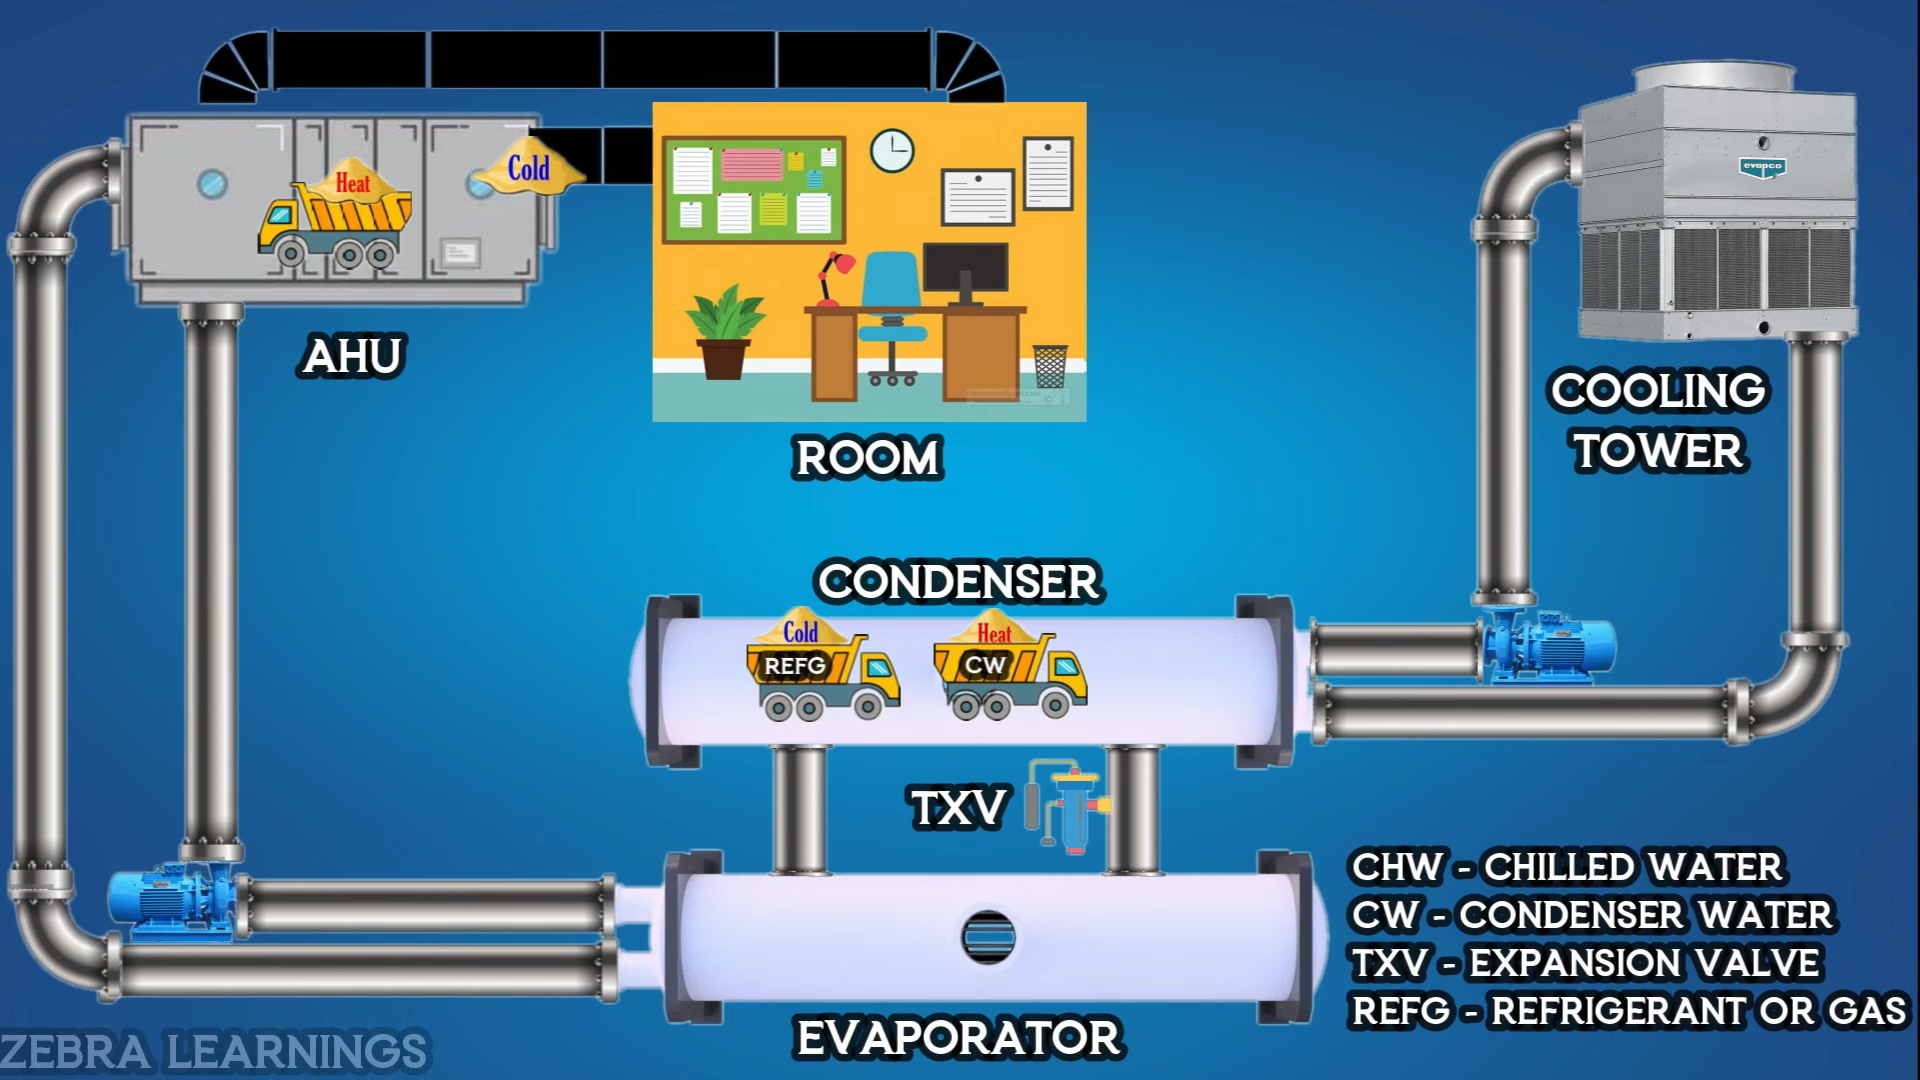 evapco
Heat
Cold
AHU
ROOM
COOLING
TOWER
CONDENSER
Cold
REFG
Heat
CW
TXV
CHW - CHILLED WATER
CW - CONDENSER WATER
TXV - EXPANSION VALVE
REFG - REFRIGERANT OR GAS
EVAPORATOR
ZEBRA LEARNINGS